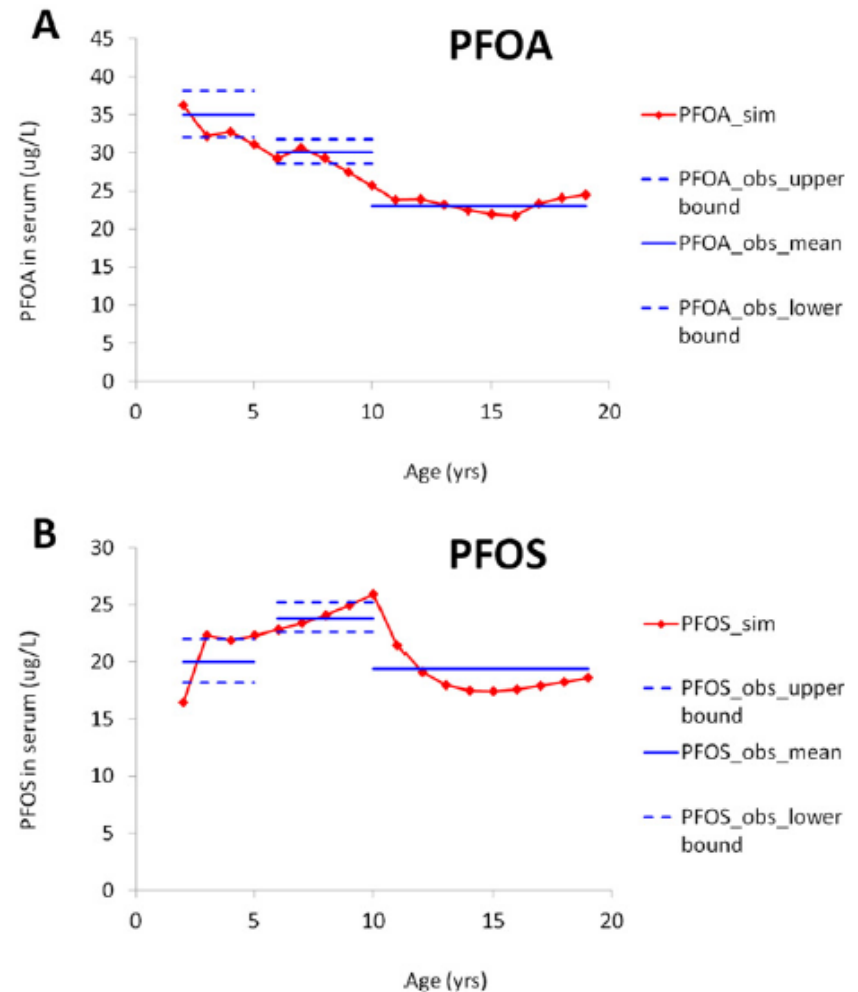 A
PFOA
45
40
35
30
25
20
15
10
5
0
PFOA in serum (ug/L)
0 5 10 15 20
Age (yrs)
PFOA_sim
PFOA_obs_upper
bound
PFOA_obs_mean
PFOA_obs_lower
bound
B
PFOS
30
25
20
15
10
5
0
PFOS in serum (ug/L)
0 5 10 15 20
Age (yrs)
PFOS_sim
PFOS_obs_upper
bound
PFOS_obs_mean
PFOS_obs_lower
bound